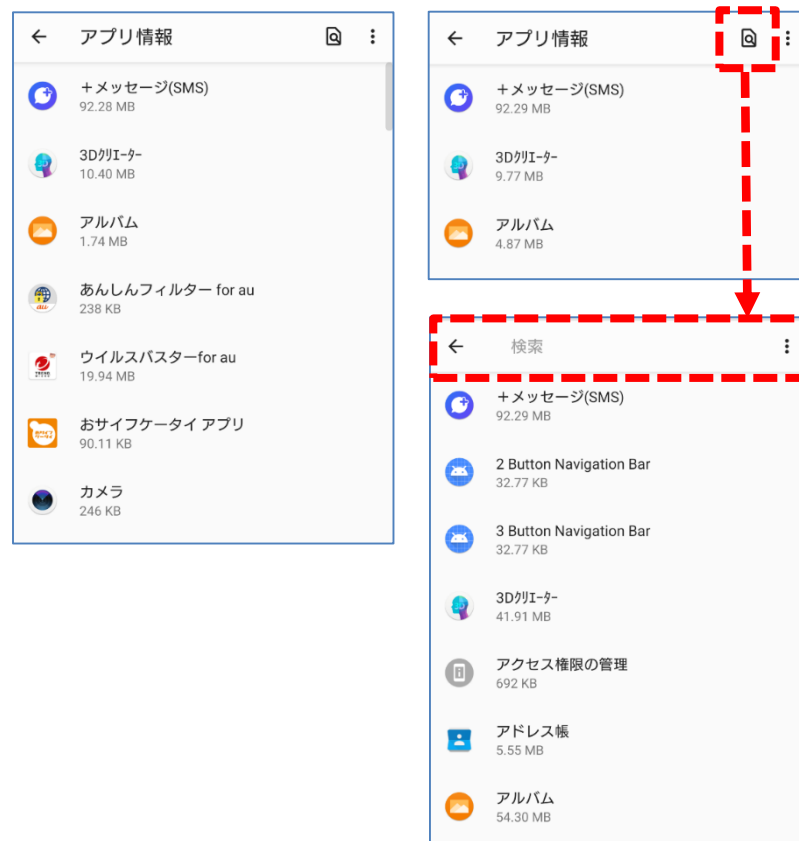 アプリ情報
+メッセージ(SMS)
92.28 MB
3Dｸﾘｴｰﾀｰ
10.40 MB
アルバム
1.74 MB
あんしんフィルター for au
238 KB
ウイルスバスターfor au
19.94 MB
おサイフケータイ アプリ
90.11 KB
カメラ
246 KB
アプリ情報
+メッセージ(SMS)
92.29 MB
3Dｸﾘｴｰﾀｰ
9.77 MB
アルバム
4.87 MB
検索
+メッセージ(SMS)
92.29 MB
2 Button Navigation Bar
32.77 KB
3 Button Navigation Bar
32.77 KB
3Dｸﾘｴｰﾀｰ
41.91 MB
アクセス権限の管理
692 KB
アドレス帳
5.55 MB
アルバム
54.30 MB